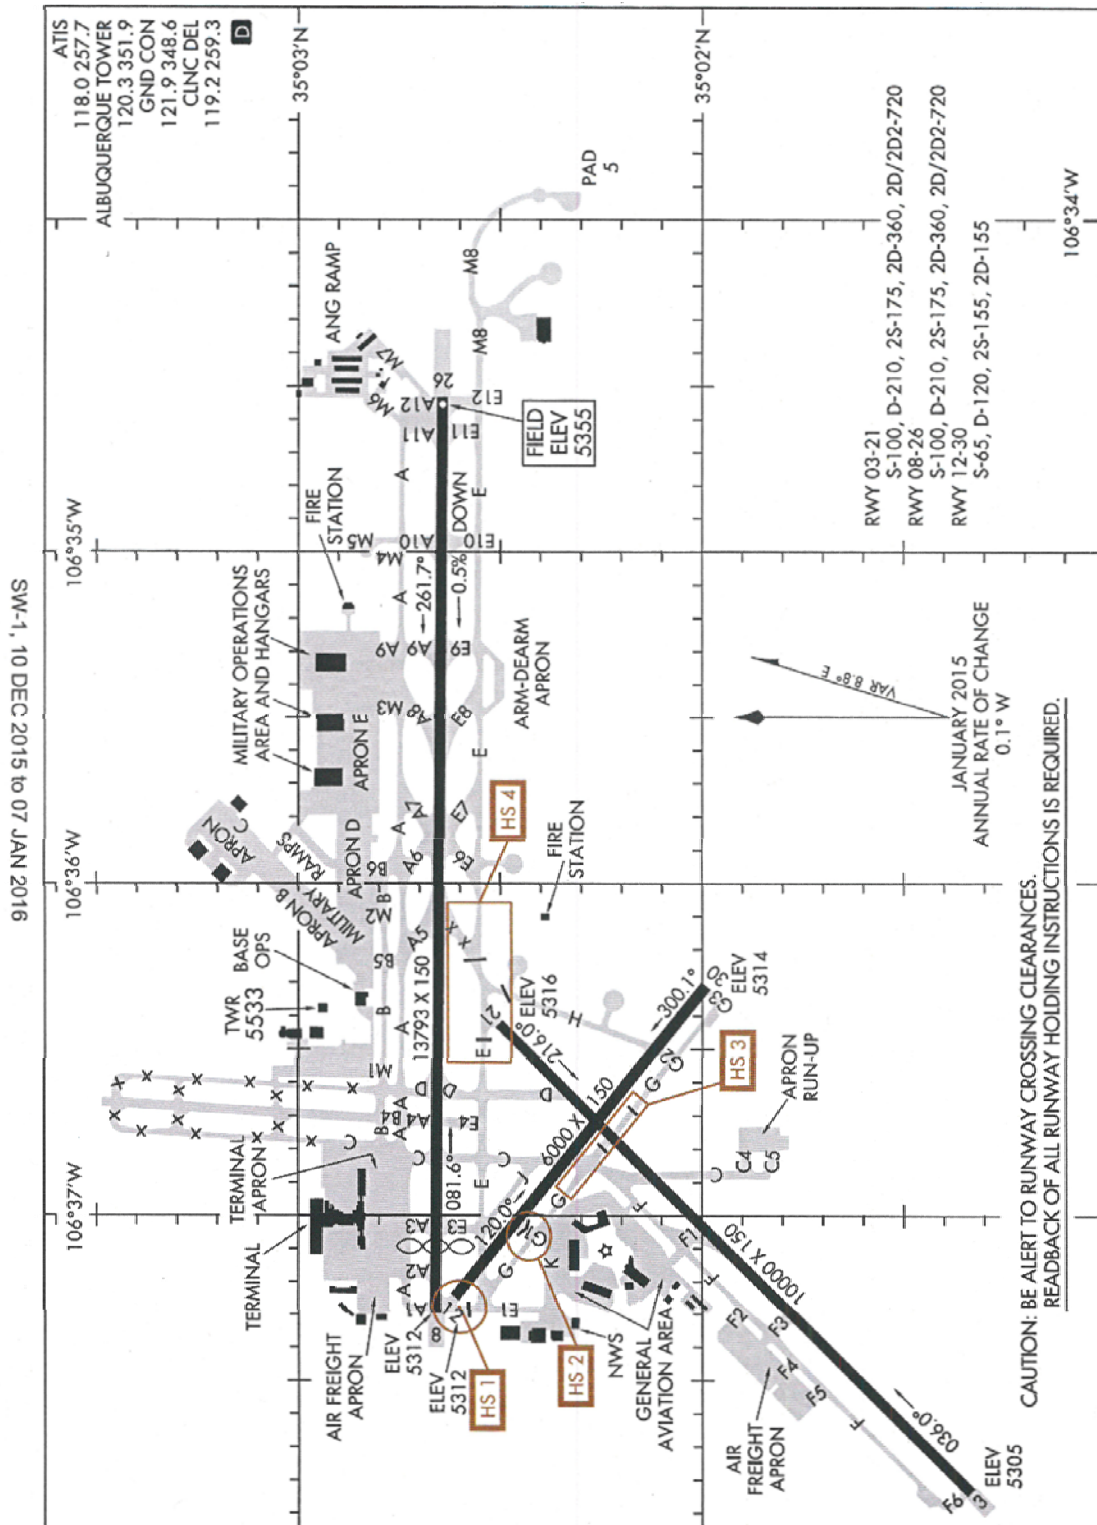 ATIS
118.0 257.7
ALBUQUERQUE TOWER
120.3 351.9
GND CON
121.9 348.6
CLNC DEL
119.2 259.3
D
35°03'N
35°02'N
106°34'W
106°35'W
106°36'W
106°37'W
PAD
5
M8
M8
ANG RAMP
M7
M6
A12
26
E12
A11
E11
FIELD
ELEV
5355
A
E
FIRE
STATION
M5
M4
A10
E10
0.5% DOWN
261.7°
A
MILITARY OPERATIONS
AREA AND HANGARS
A9
A9
E9
ARM-DEARM
APRON
M3
A8
E8
APRON E
E
A7
E7
A
HS 4
APRON C
MILITARY RAMPS
APRON D
B6
A6
E6
FIRE
STATION
APRON B
B
M2
A5
B5
X X
BASE
OPS
TWR
5533
B
A
13793 X 150
E
21
ELEV
5316
216.0°
H
30
ELEV
5314
300.1°
G3
G2
G
M1
A
D
D
D
HS 3
B
B4
A
A4
E4
X X X X X
X X X X X X
081.6°
6000 X 150
APRON
RUN-UP
C4
C5
C
C
C
C
TERMINAL
APRON
TERMINAL
E
J
G
120.0°
A3
E3
G
K
K
F
F1
F
A2
A
A1
8
12
E1
G
ELEV
5312
ELEV
5312
HS 1
HS 2
AIR FREIGHT
APRON
NWS
GENERAL
AVIATION AREA
10000 X 150
F2
F3
F4
F5
F
AIR
FREIGHT
APRON
036.0°
F6
3
ELEV
5305
RWY 03-21
S-100, D-210, 2S-175, 2D-360, 2D/2D2-720
RWY 08-26
S-100, D-210, 2S-175, 2D-360, 2D/2D2-720
RWY 12-30
S-65, D-120, 2S-155, 2D-155
VAR 8.8° E
JANUARY 2015
ANNUAL RATE OF CHANGE
0.1° W
CAUTION: BE ALERT TO RUNWAY CROSSING CLEARANCES.
READBACK OF ALL RUNWAY HOLDING INSTRUCTIONS IS REQUIRED.
SW-1, 10 DEC 2015 to 07 JAN 2016